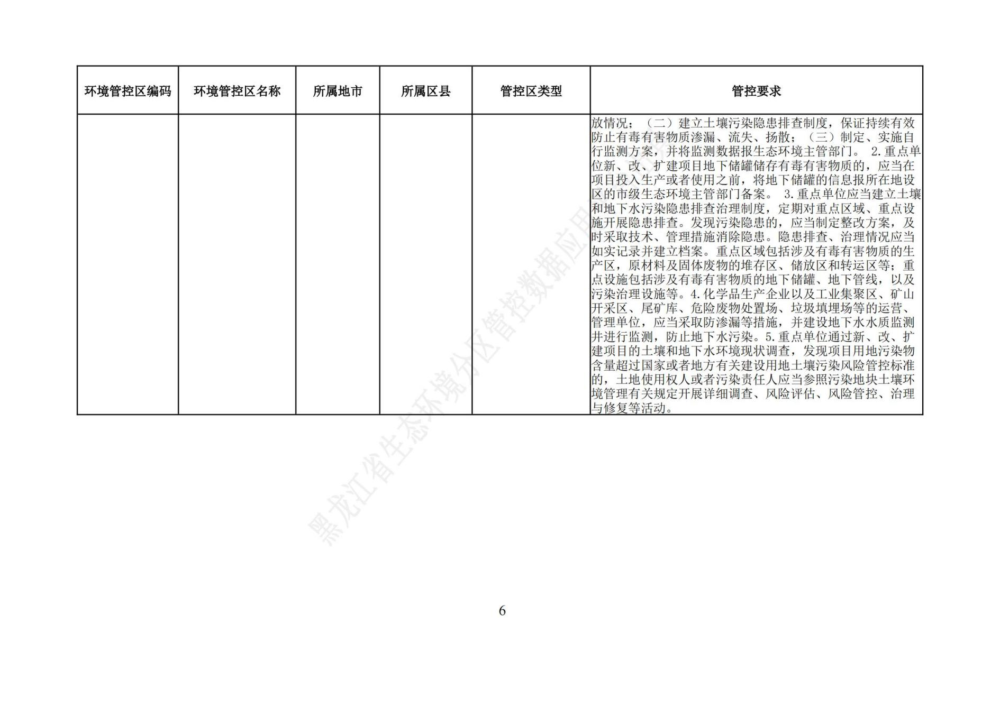 环境管控区编码 环境管控区名称 所属地市 所属区县 管控区类型 管控要求
放情况；（二）建立土壤污染隐患排查制度，保证持续有效
防止有毒有害物质渗漏、流失、扬散；（三）制定、实施自
行监测方案，并将监测数据报生态环境主管部门。 2.重点单
位新、改、扩建项目地下储罐储存有毒有害物质的，应当在
项目投入生产或者使用之前，将地下储罐的信息报所在地设
区的市级生态环境主管部门备案。 3.重点单位应当建立土壤
和地下水污染隐患排查治理制度，定期对重点区域、重点设
施开展隐患排查。发现污染隐患的，应当制定整改方案，及
时采取技术、管理措施消除隐患。隐患排查、治理情况应当
如实记录并建立档案。重点区域包括涉及有毒有害物质的生
产区，原材料及固体废物的堆存区、储放区和转运区等；重
点设施包括涉及有毒有害物质的地下储罐、地下管线，以及
污染治理设施等。4.化学品生产企业以及工业集聚区、矿山
开采区、尾矿库、危险废物处置场、垃圾填埋场等的运营、
管理单位，应当采取防渗漏等措施，并建设地下水水质监测
井进行监测，防止地下水污染。5.重点单位通过新、改、扩
建项目的土壤和地下水环境现状调查，发现项目用地污染物
含量超过国家或者地方有关建设用地土壤污染风险管控标准
的，土地使用权人或者污染责任人应当参照污染地块土壤环
境管理有关规定开展详细调查、风险评估、风险管控、治理
与修复等活动。
黑龙江省生态环境分区管控数据应用
6